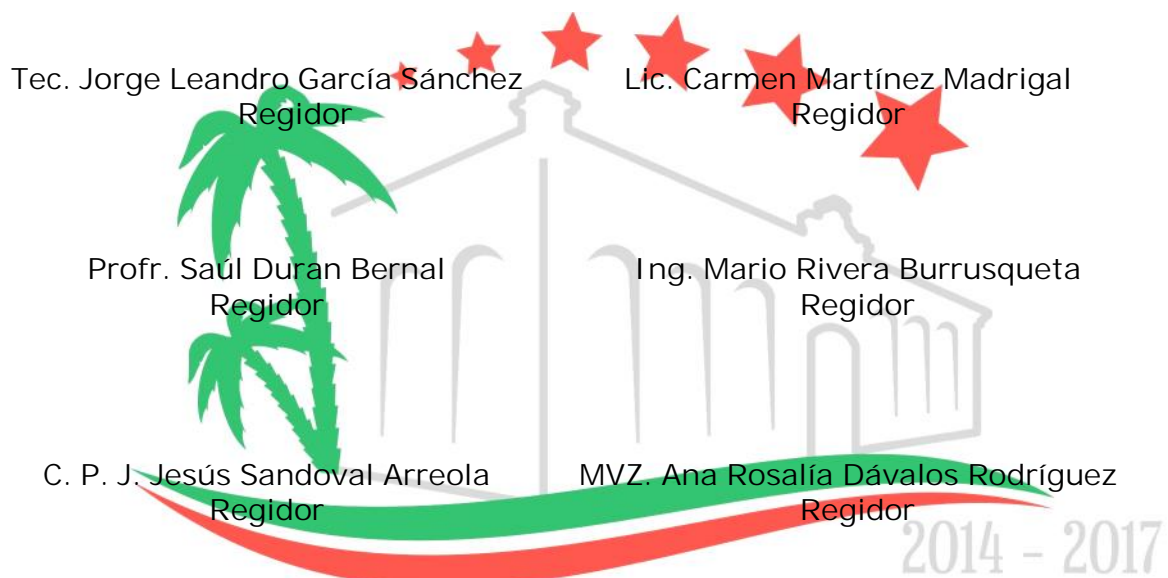 Tec. Jorge Leandro García Sánchez
Regidor
Lic. Carmen Martínez Madrigal
Regidor
Profr. Saúl Duran Bernal
Regidor
Ing. Mario Rivera Burrusqueta
Regidor
C. P. J. Jesús Sandoval Arreola
Regidor
MVZ. Ana Rosalía Dávalos Rodríguez
Regidor
2014 - 2017